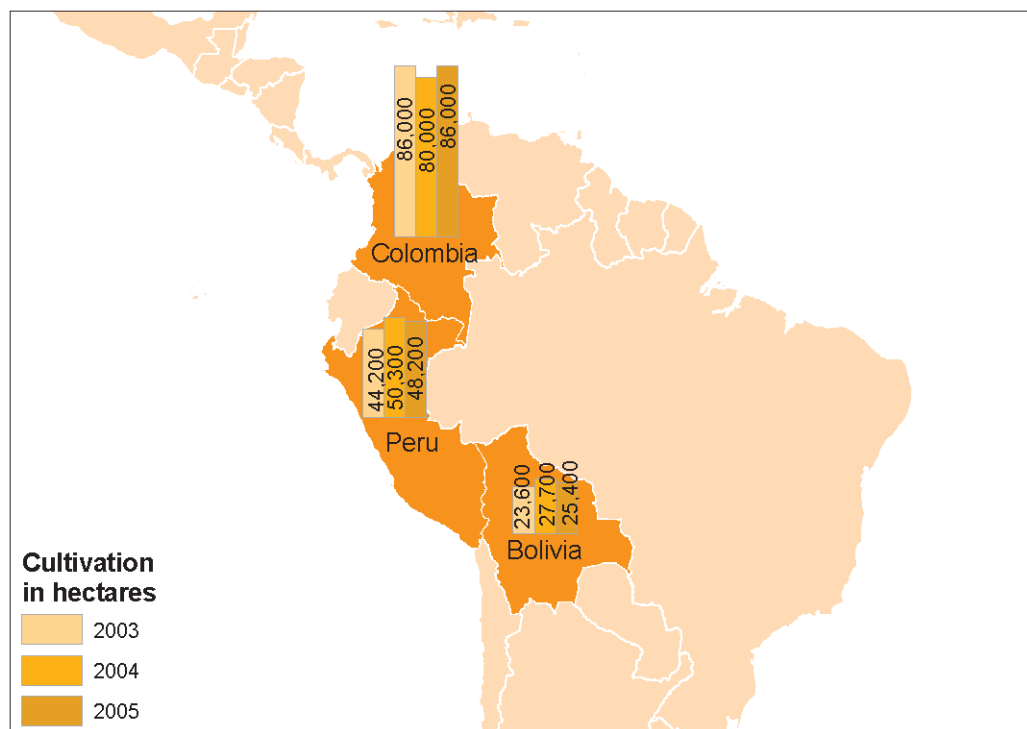 86,000
80,000
86,000
Colombia
44,200
50,300
48,200
Peru
23,600
27,700
25,400
Bolivia
Cultivation
in hectares
2003
2004
2005